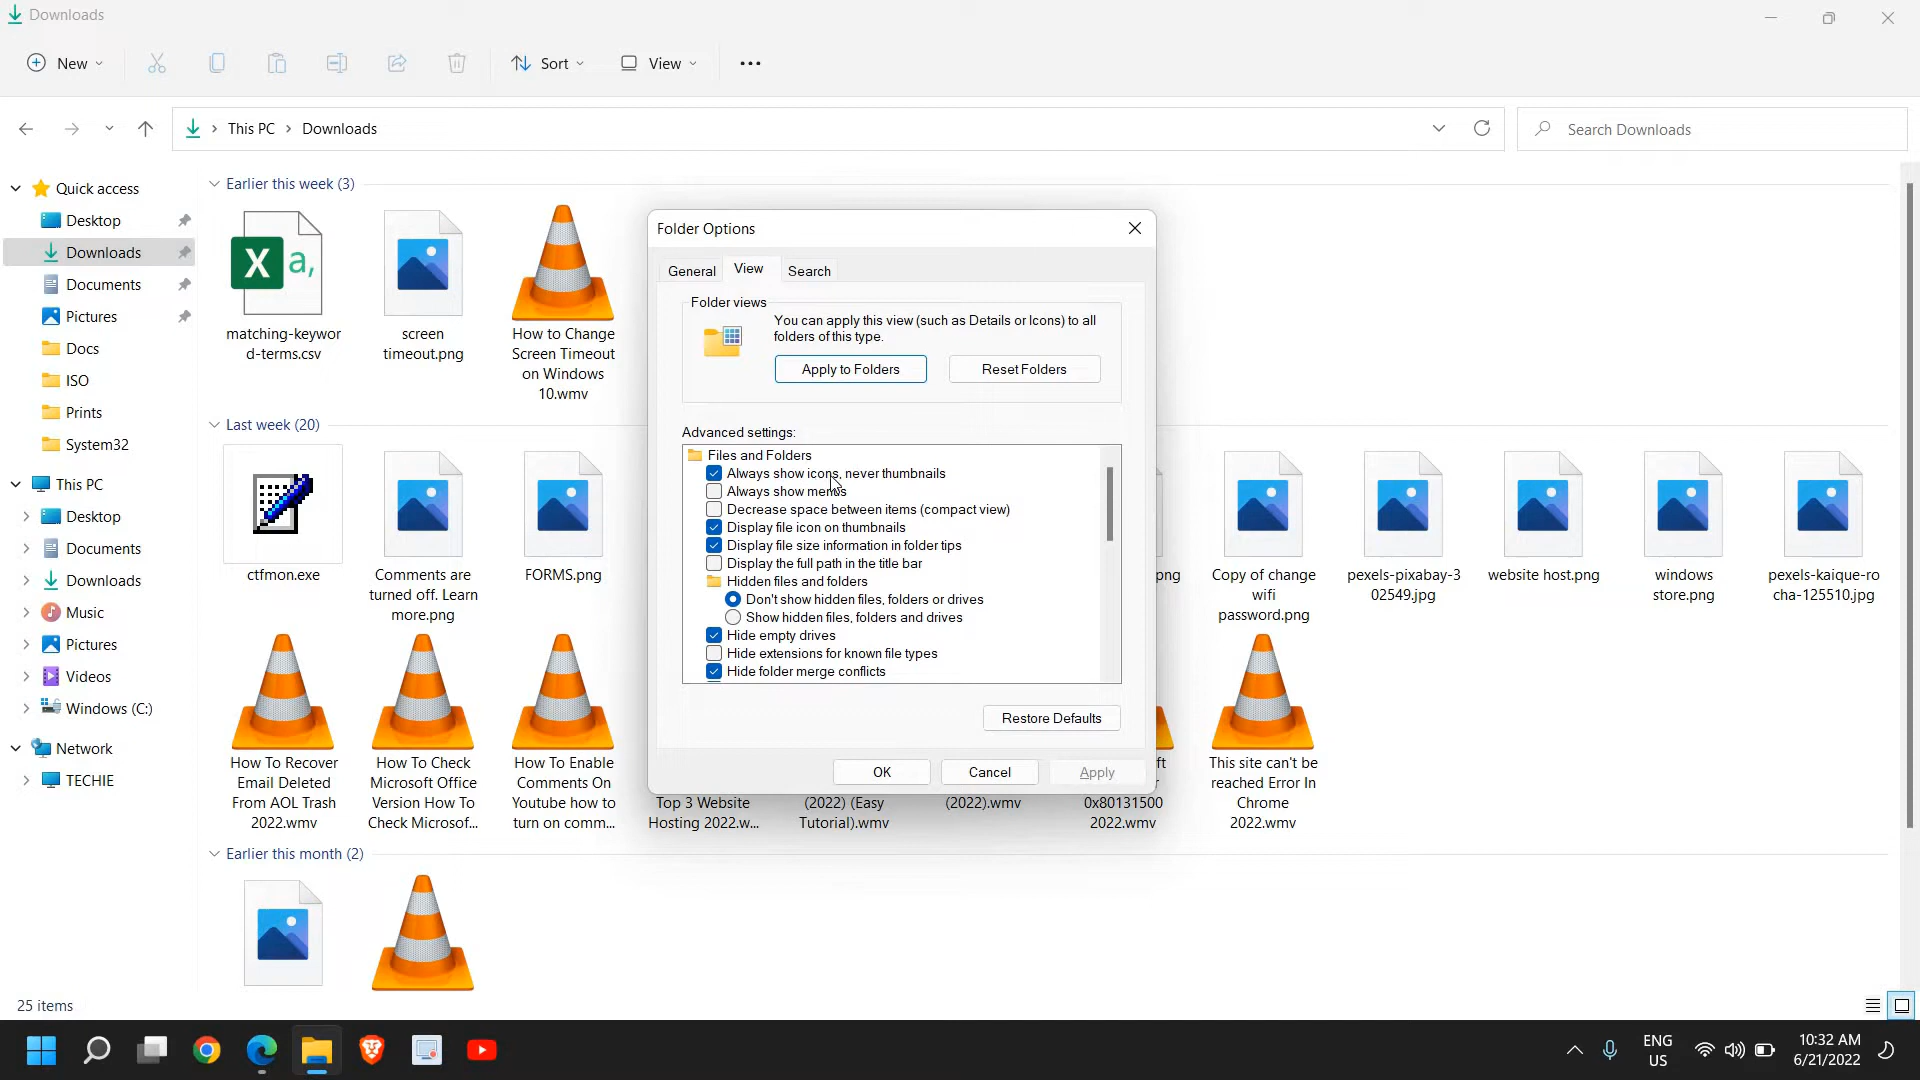 Downloads
New
Sort
View
This PC
Downloads
Search Downloads
Quick access
Desktop
Downloads
Documents
Pictures
Docs
ISO
Prints
System32
This PC
Desktop
Documents
Downloads
Music
Pictures
Videos
Windows (C:)
Network
TECHIE
Earlier this week (3)
X a,
matching-keywor
d-terms.csv
screen
timeout.png
How to Change
Screen Timeout
on Windows
10.wmv
Last week (20)
ctfmon.exe
Comments are
turned off. Learn
more.png
FORMS.png
png
Copy of change
wifi
password.png
pexels-pixabay-3
02549.jpg
website host.png
windows
store.png
pexels-kaique-ro
cha-125510.jpg
How To Recover
Email Deleted
From AOL Trash
2022.wmv
How To Check
Microsoft Office
Version How To
Check Microsof...
How To Enable
Comments On
Youtube how to
turn on comm...
Top 3 Website
Hosting 2022.w...
(2022) (Easy
Tutorial).wmv
(2022).wmv
ft
r
0x80131500
2022.wmv
This site can't be
reached Error In
Chrome
2022.wmv
Earlier this month (2)
Folder Options
General
View
Search
Folder views
You can apply this view (such as Details or Icons) to all
folders of this type.
Apply to Folders
Reset Folders
Advanced settings:
Files and Folders
Always show icons, never thumbnails
Always show menus
Decrease space between items (compact view)
Display file icon on thumbnails
Display file size information in folder tips
Display the full path in the title bar
Hidden files and folders
Don't show hidden files, folders or drives
Show hidden files, folders and drives
Hide empty drives
Hide extensions for known file types
Hide folder merge conflicts
Restore Defaults
OK
Cancel
Apply
25 items
ENG
US
10:32 AM
6/21/2022